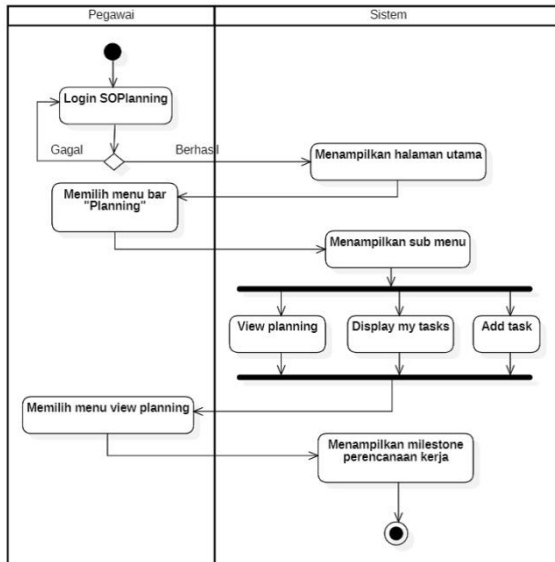 Pegawai
Sistem
Login SOPlanning
Gagal
Berhasil
Menampilkan halaman utama
Memilih menu bar
"Planning"
Menampilkan sub menu
View planning
Display my tasks
Add task
Memilih menu view planning
Menampilkan milestone
perencanaan kerja